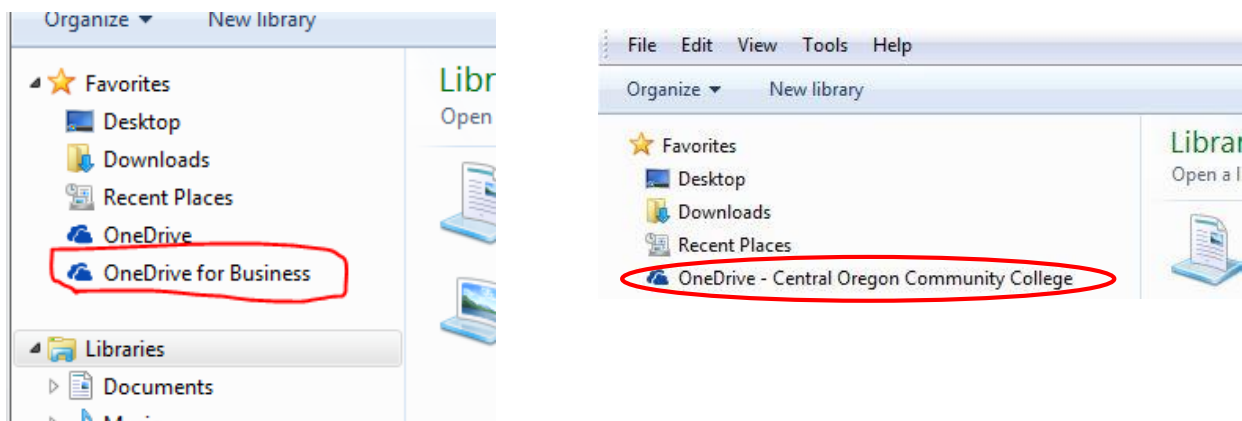 Organize New library
Favorites
Libr
Desktop
Open
Downloads
Recent Places
OneDrive
OneDrive for Business
Libraries
Documents
File Edit View Tools Help
Organize New library
Favorites
Librar
Desktop
Open a l
Downloads
Recent Places
OneDrive - Central Oregon Community College